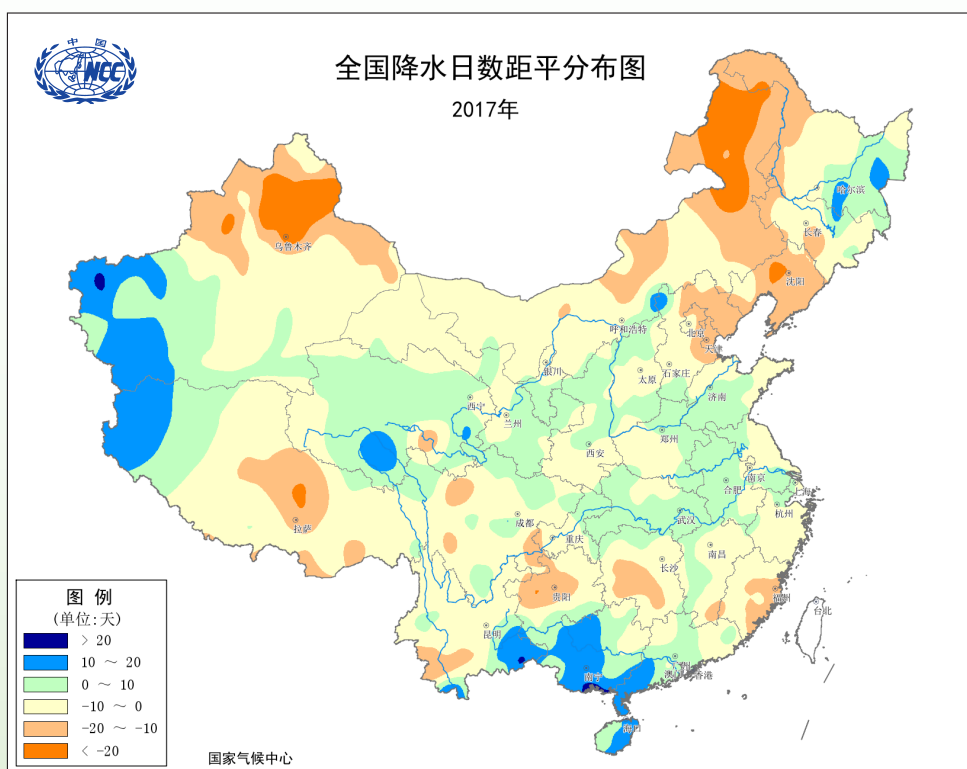 中 国
NCC
全国降水日数距平分布图
2017年
哈尔滨
长春
乌鲁木齐
沈阳
呼和浩特
北京
天津
银川
石家庄
太原
西宁
济南
兰州
西安
郑州
南京
合肥
上海
杭州
拉萨
成都
武汉
重庆
南昌
长沙
贵阳
福州
台北
昆明
南宁
广州
澳门
香港
海口
图 例
(单位:天)
> 20
10 ~ 20
0 ~ 10
-10 ~ 0
-20 ~ -10
< -20
国家气候中心